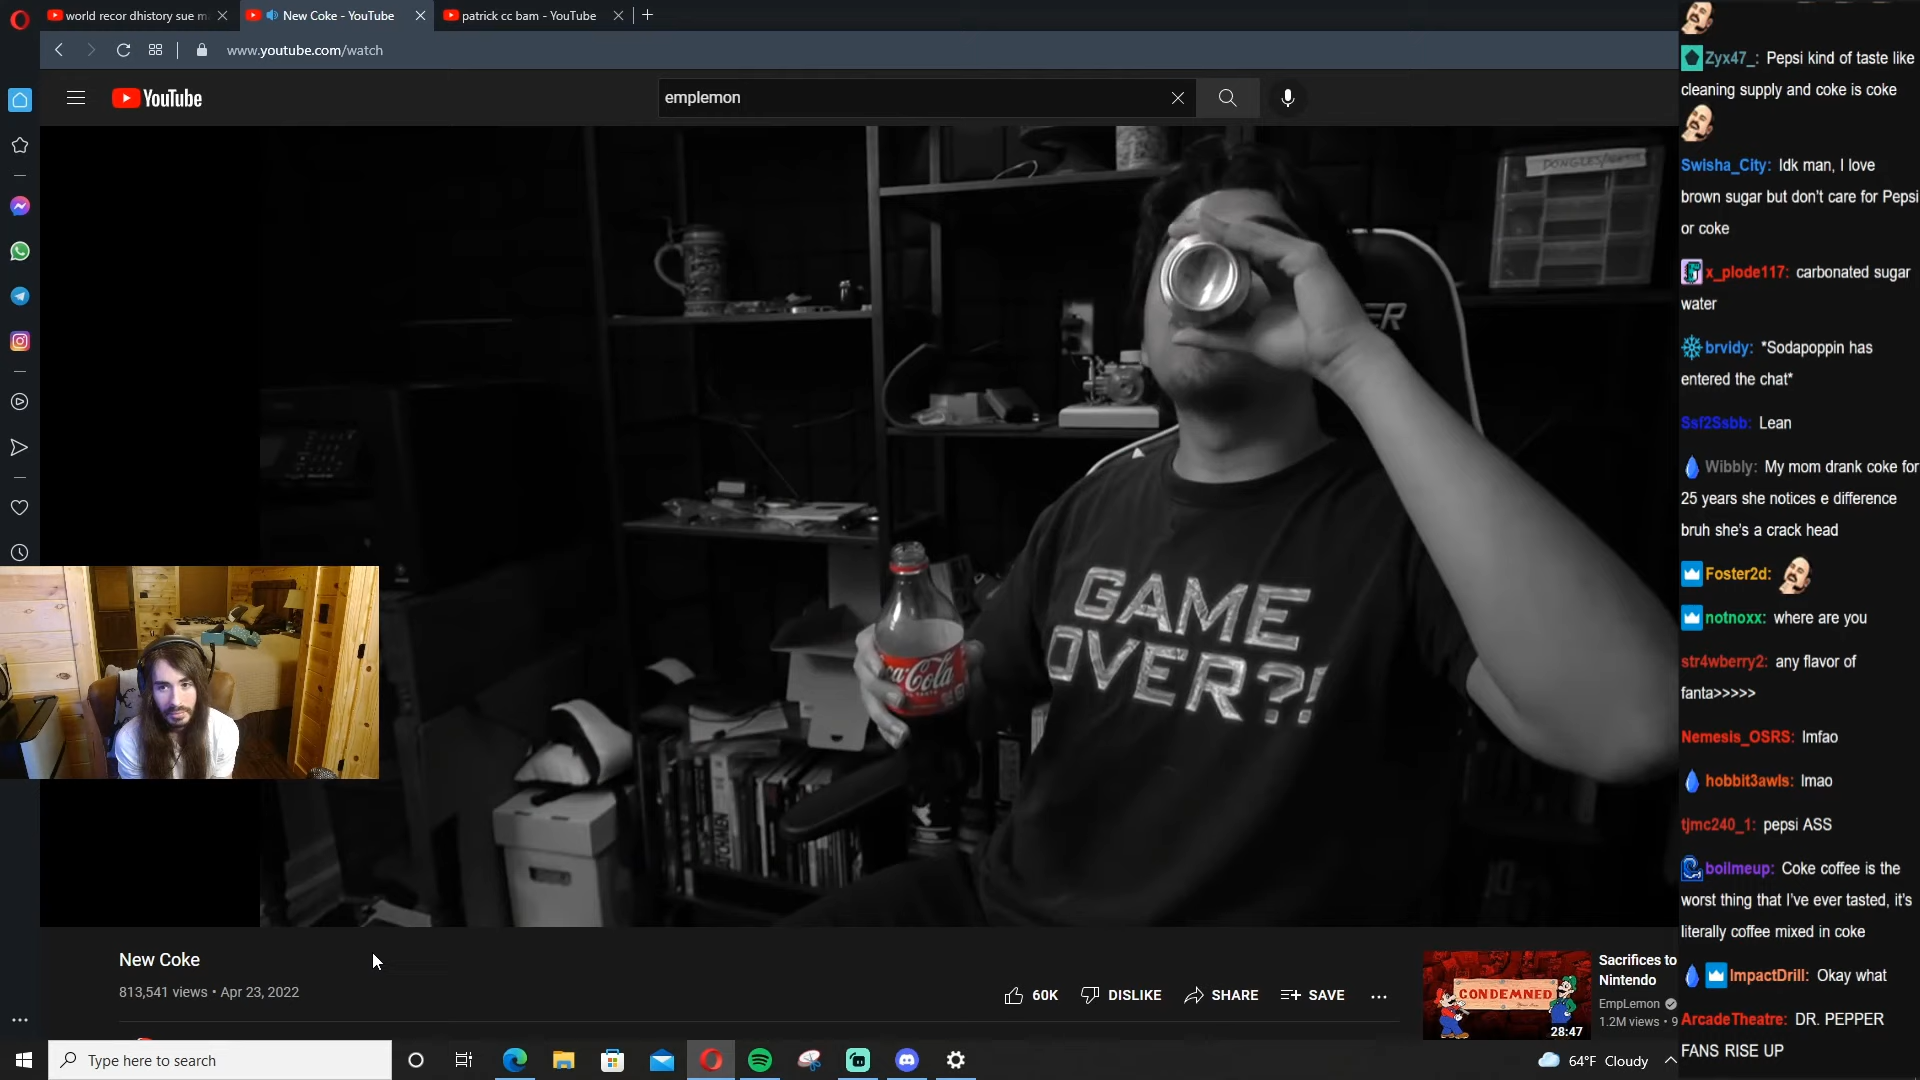 world recor dhistory sue m
New Coke - YouTube
patrick cc bam - YouTube
www.youtube.com/watch
YouTube
emplemon
DONGLES/
ER
GAME
OVER?!
ca-Cola
New Coke
813,541 views • Apr 23, 2022
60K
DISLIKE
SHARE
SAVE
CONDEMNED
28:47
Sacrifices to
Nintendo
EmpLemon
1.2M views • 9
Type here to search
64°F Cloudy
Zyx47_: Pepsi kind of taste like
cleaning supply and coke is coke
Swisha_City: Idk man, I love
brown sugar but don't care for Pepsi
or coke
x_plode117: carbonated sugar
water
brvidy: *Sodapoppin has
entered the chat*
Ssf2Ssbb: Lean
Wibbly: My mom drank coke for
25 years she notices e difference
bruh she's a crack head
Foster2d:
notnoxx: where are you
str4wberry2: any flavor of
fanta>>>>>
Nemesis_OSRS: lmfao
hobbit3awls: lmao
tjmc240_1: pepsi ASS
boilmeup: Coke coffee is the
worst thing that I've ever tasted, it's
literally coffee mixed in coke
ImpactDrill: Okay what
ArcadeTheatre: DR. PEPPER
FANS RISE UP